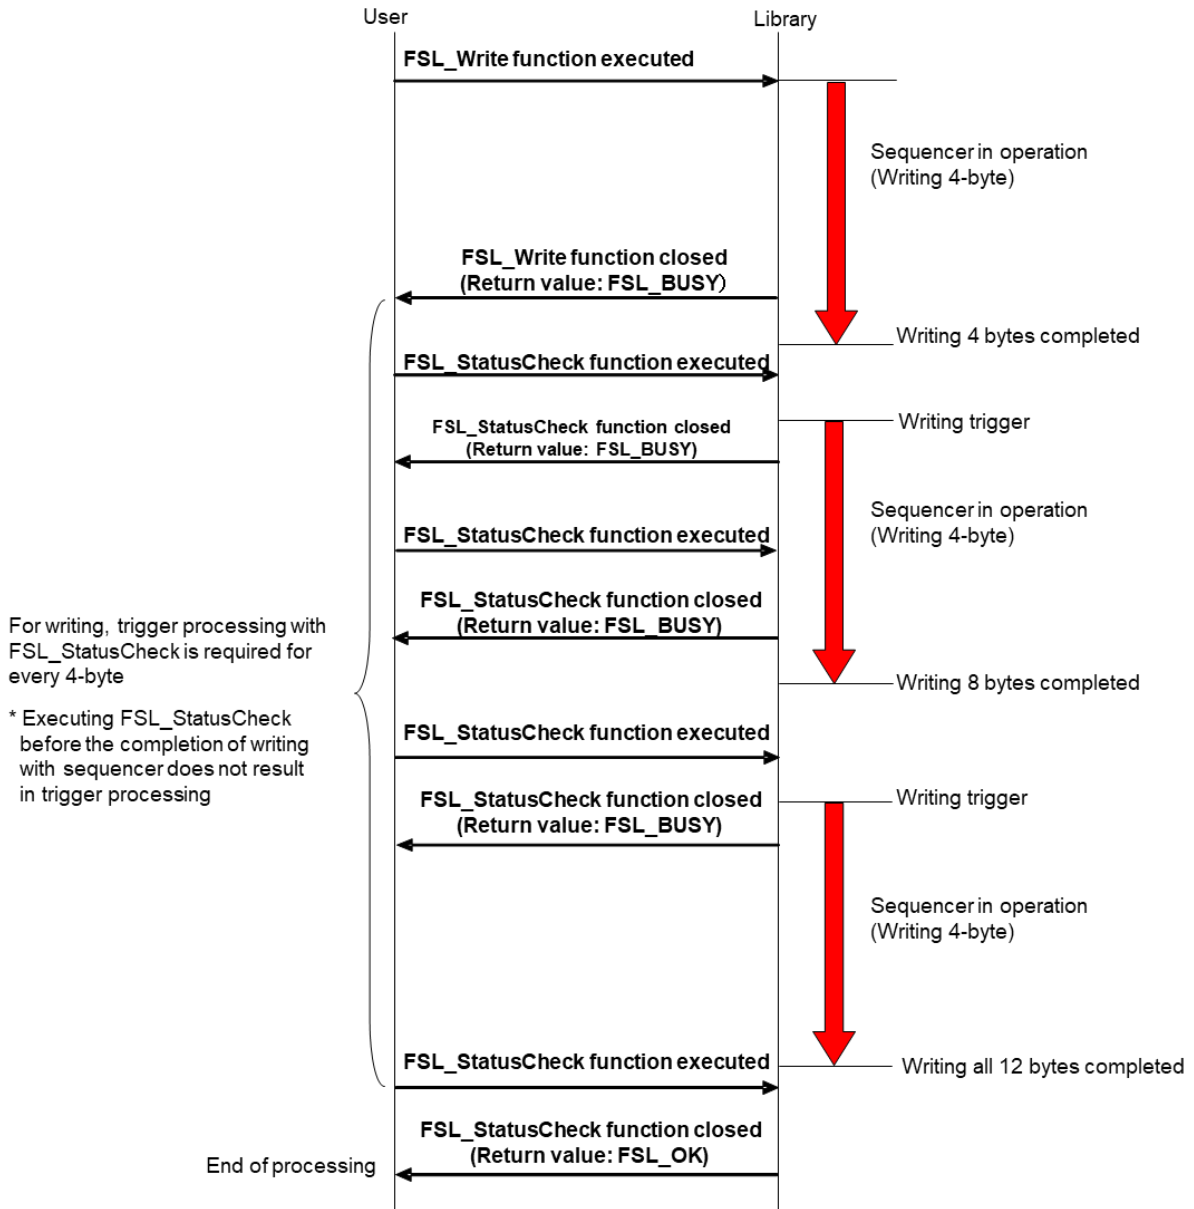 User
Library
FSL_Write function executed
Sequencer in operation
(Writing 4-byte)
FSL_Write function closed
(Return value: FSL_BUSY）
Writing 4 bytes completed
FSL_StatusCheck function executed
Writing trigger
FSL_StatusCheck function closed
(Return value: FSL_BUSY)
Sequencer in operation
(Writing 4-byte)
FSL_StatusCheck function executed
FSL_StatusCheck function closed
(Return value: FSL_BUSY)
For writing, trigger processing with
FSL_StatusCheck is required for
every 4-byte
Writing 8 bytes completed
* Executing FSL_StatusCheck
before the completion of writing
with sequencer does not result
in trigger processing
FSL_StatusCheck function executed
Writing trigger
FSL_StatusCheck function closed
(Return value: FSL_BUSY)
Sequencer in operation
(Writing 4-byte)
FSL_StatusCheck function executed
Writing all 12 bytes completed
FSL_StatusCheck function closed
(Return value: FSL_OK)
End of processing